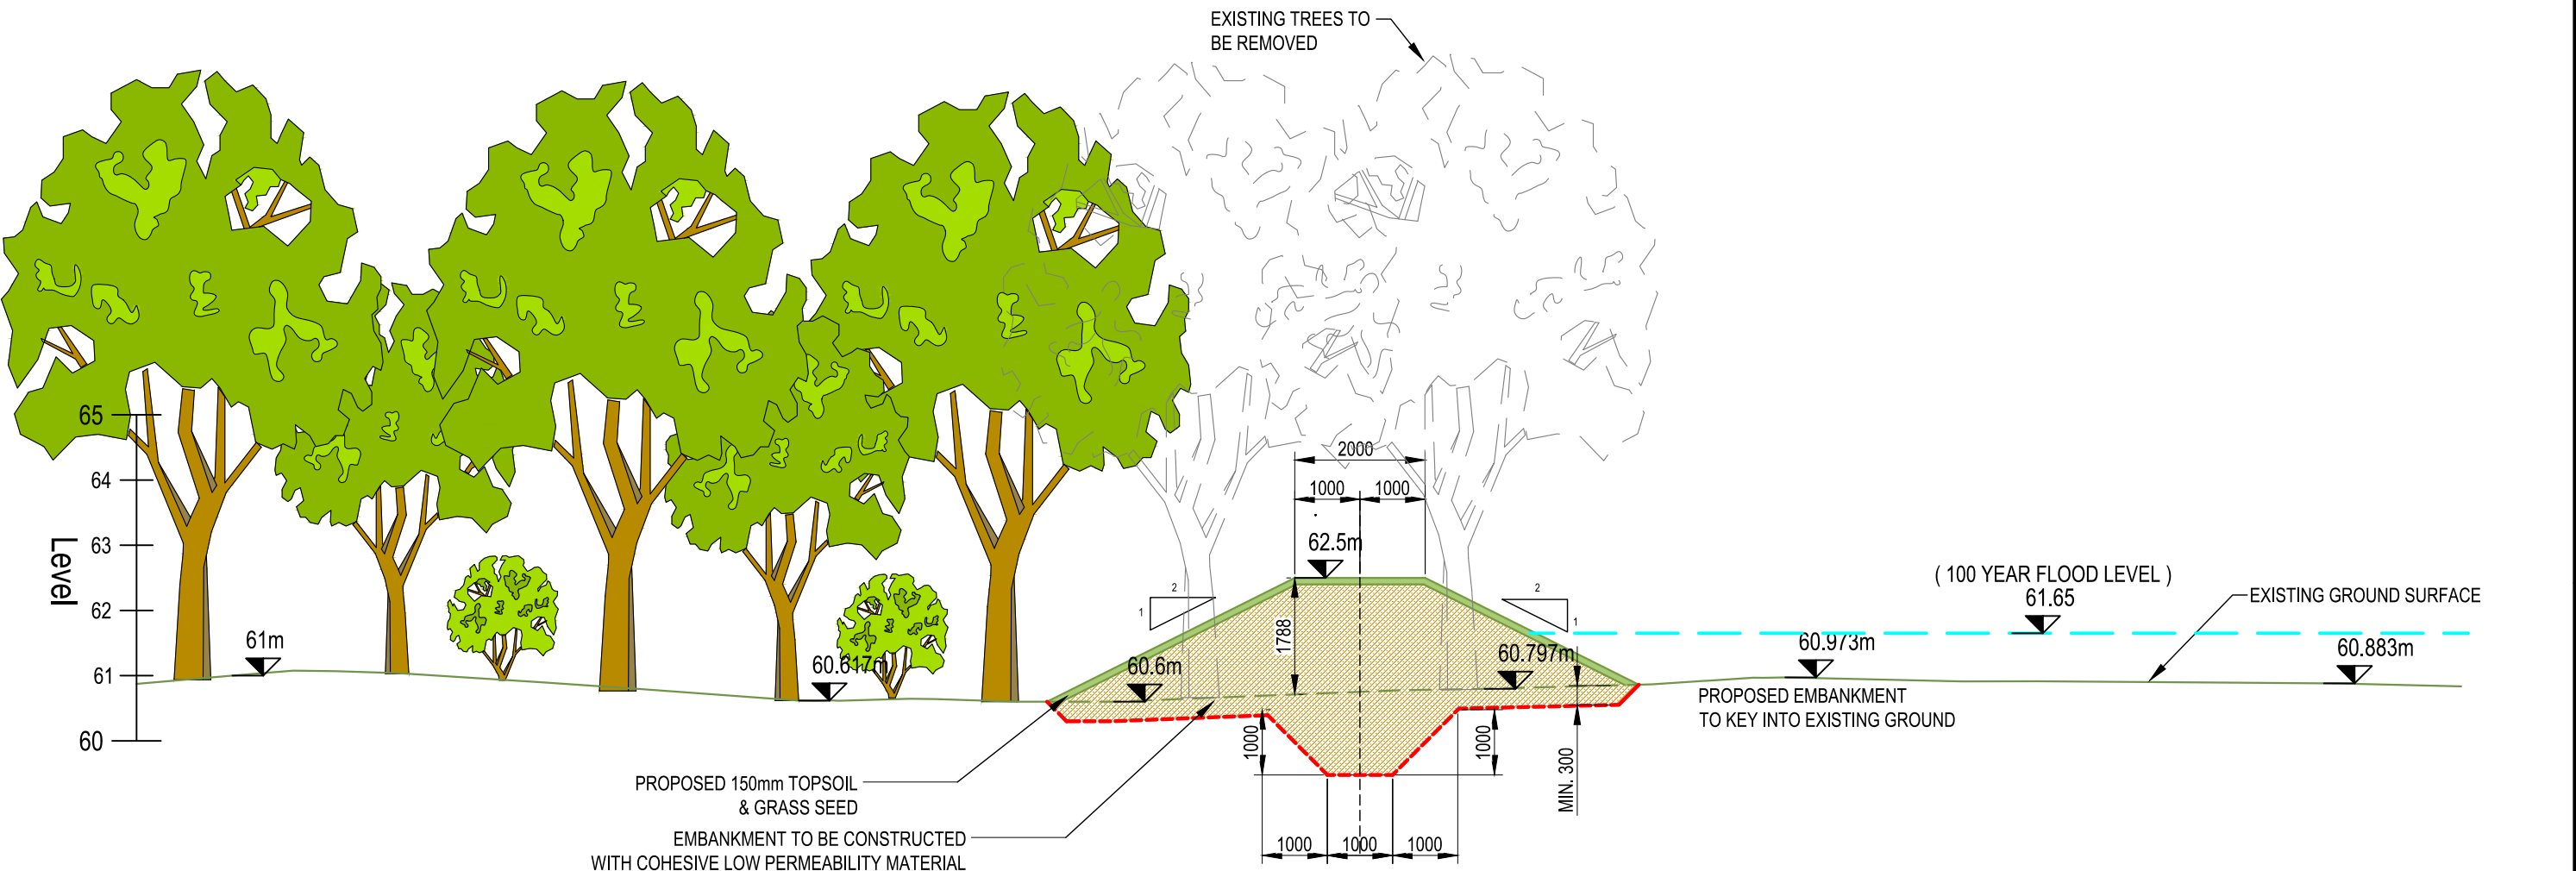 EXISTING TREES TO
BE REMOVED
65
64
63
62
61
60
Level
2000
1000
1000
62.5m
2
1
2
1
1788
61m
60.617m
60.6m
60.797m
( 100 YEAR FLOOD LEVEL )
61.65
EXISTING GROUND SURFACE
60.973m
60.883m
PROPOSED EMBANKMENT
TO KEY INTO EXISTING GROUND
1000
1000
MIN. 300
PROPOSED 150mm TOPSOIL
& GRASS SEED
EMBANKMENT TO BE CONSTRUCTED
WITH COHESIVE LOW PERMEABILITY MATERIAL
1000
1000
1000